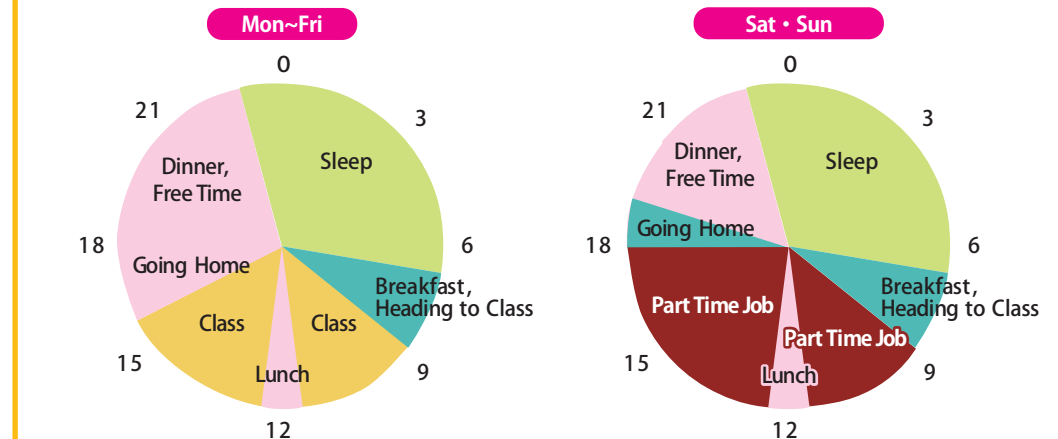 Mon~Fri
0
3
6
9
12
15
18
21
Sleep
Breakfast,
Heading to Class
Class
Lunch
Class
Going Home
Dinner,
Free Time
Sat・Sun
0
3
6
9
12
15
18
21
Sleep
Breakfast,
Heading to Class
Part Time Job
Lunch
Part Time Job
Going Home
Dinner,
Free Time